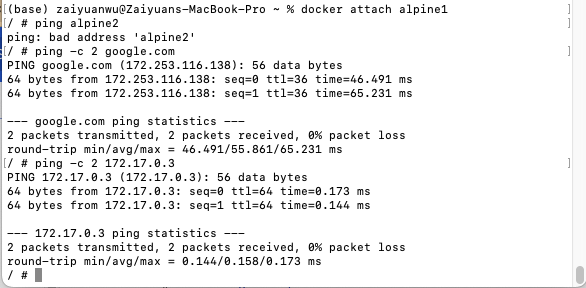 [(base) zaiyuanwu@Zaiyuans-MacBook-Pro ~ % docker attach alpine1 ]
[/ # ping alpine2 ]
ping: bad address 'alpine2'
[/ # ping -c 2 google.com ]
PING google.com (172.253.116.138): 56 data bytes
64 bytes from 172.253.116.138: seq=0 ttl=36 time=46.491 ms
64 bytes from 172.253.116.138: seq=1 ttl=36 time=65.231 ms

--- google.com ping statistics ---
2 packets transmitted, 2 packets received, 0% packet loss
round-trip min/avg/max = 46.491/55.861/65.231 ms
[/ # ping -c 2 172.17.0.3 ]
PING 172.17.0.3 (172.17.0.3): 56 data bytes
64 bytes from 172.17.0.3: seq=0 ttl=64 time=0.173 ms
64 bytes from 172.17.0.3: seq=1 ttl=64 time=0.144 ms

--- 172.17.0.3 ping statistics ---
2 packets transmitted, 2 packets received, 0% packet loss
round-trip min/avg/max = 0.144/0.158/0.173 ms
/ #